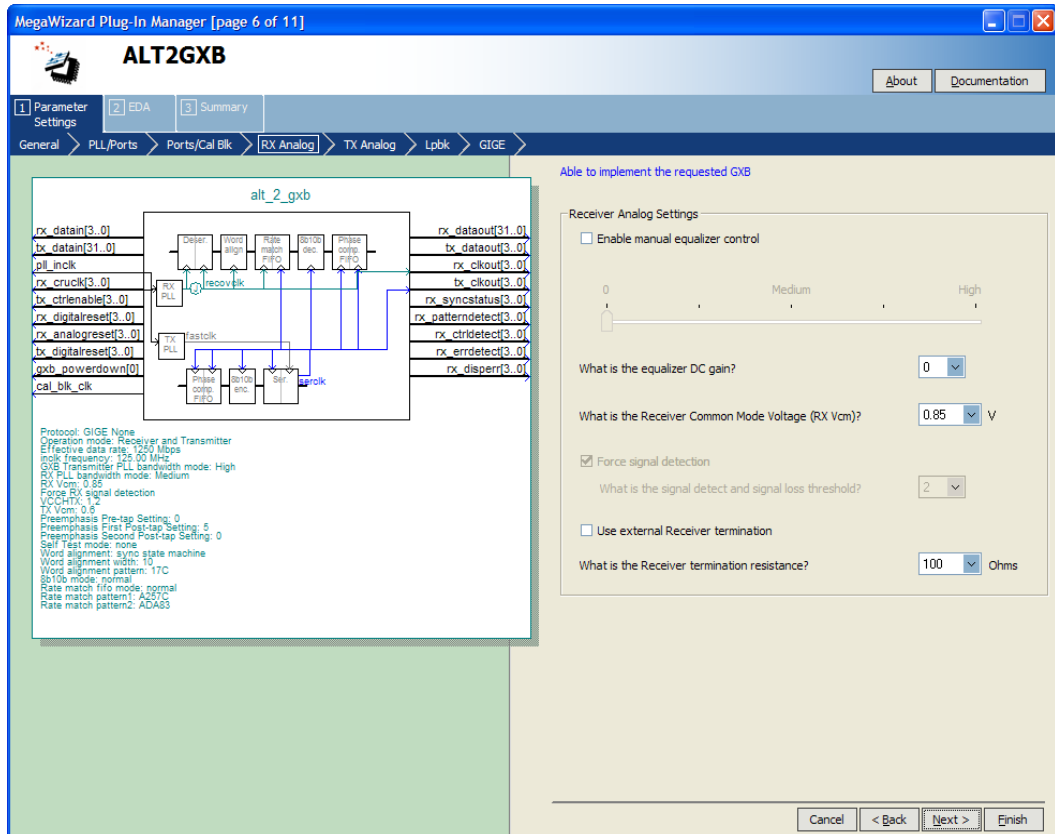 MegaWizard Plug-In Manager [page 6 of 11]
ALT2GXB
About
Documentation
1 Parameter Settings
2 EDA
3 Summary
General
PLL/Ports
Ports/Cal Blk
RX Analog
TX Analog
Lpbk
GIGE
Able to implement the requested GXB
alt_2_gxb
rx_datain[3..0]
tx_datain[31..0]
pll_inclk
rx_cruclk[3..0]
tx_ctrlenable[3..0]
rx_digitalreset[3..0]
rx_analogreset[3..0]
tx_digitalreset[3..0]
gxb_powerdown[0]
cal_blk_clk
Deser.
Word align
Rate match FIFO
8b10b dec.
Phase comp. FIFO
RX PLL
recovclk
TX PLL
fastclk
Phase comp. FIFO
8b10b enc.
Ser.
serclk
rx_dataout[31..0]
tx_dataout[3..0]
rx_clkout[3..0]
tx_clkout[3..0]
rx_syncstatus[3..0]
rx_patterndetect[3..0]
rx_ctrldetect[3..0]
rx_errdetect[3..0]
rx_disperr[3..0]
Protocol: GIGE None
Operation mode: Receiver and Transmitter
Effective data rate: 1250 Mbps
inclk frequency: 125.00 MHz
GXB Transmitter PLL bandwidth mode: High
RX PLL bandwidth mode: Medium
RX Vcm: 0.85
Force RX signal detection
VCCHTX: 1.2
TX Vcm: 0.6
Preemphasis Pre-tap Setting: 0
Preemphasis First Post-tap Setting: 5
Preemphasis Second Post-tap Setting: 0
Self Test mode: none
Word alignment: sync state machine
Word alignment width: 10
Word alignment pattern: 17C
8b10b mode: normal
Rate match fifo mode: normal
Rate match pattern1: A257C
Rate match pattern2: ADA83
Receiver Analog Settings
Enable manual equalizer control
0 Medium High
What is the equalizer DC gain? 0
What is the Receiver Common Mode Voltage (RX Vcm)? 0.85 V
Force signal detection
What is the signal detect and signal loss threshold? 2
Use external Receiver termination
What is the Receiver termination resistance? 100 Ohms
Cancel
< Back
Next >
Finish